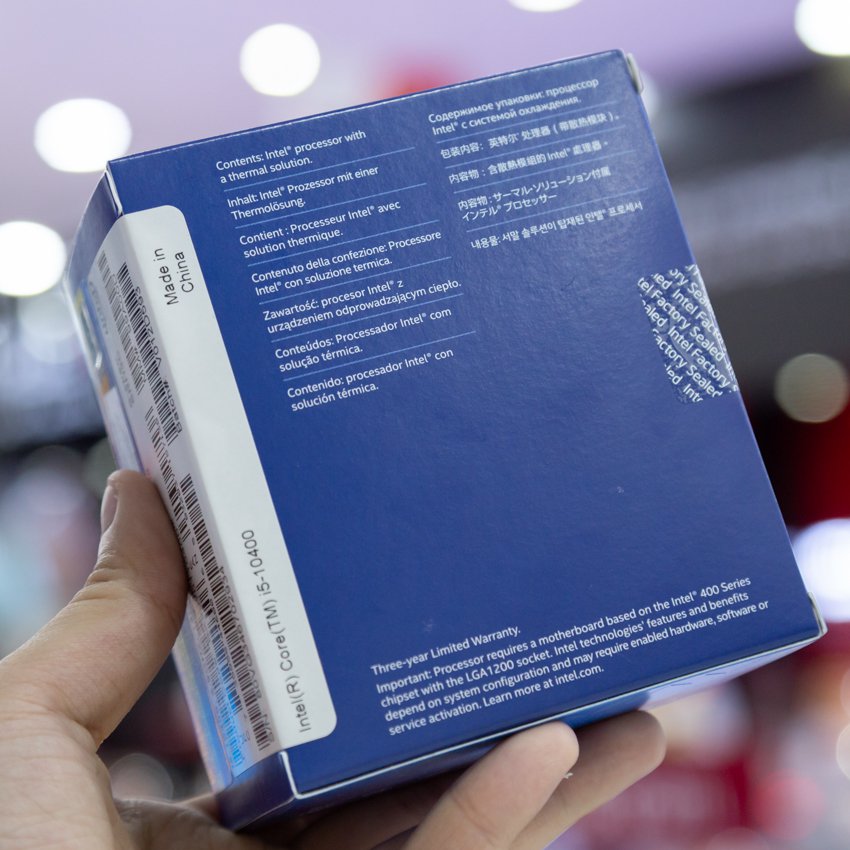 Contents: Intel® processor with
a thermal solution.
Inhalt: Intel® Prozessor mit einer
Thermolösung.
Contient : Processeur Intel® avec
solution thermique.
Contenuto della confezione: Processore
Intel® con soluzione termica.
Zawartość: procesor Intel® z
urządzeniem odprowadzającym ciepło.
Conteúdos: Processador Intel® com
solução térmica.
Contenido: procesador Intel® con
solución térmica.
Содержимое упаковки: процессор
Intel® с системой охлаждения.
包装内容：英特尔® 处理器（带散热模块）。
內容物：含散熱模組的 Intel® 處理器。
内容物：サーマル・ソリューション付属
インテル® プロセッサー
내용물: 서멀 솔루션이 탑재된 인텔® 프로세서
Made in
China
Batch#:
Intel(R) Core(TM) i5-10400
Intel Sealed
Intel Factory Sealed
Intel Factory
Factory Sealed
Three-year Limited Warranty.
Important: Processor requires a motherboard based on the Intel® 400 Series
chipset with the LGA1200 socket. Intel technologies' features and benefits
depend on system configuration and may require enabled hardware, software or
service activation. Learn more at intel.com.